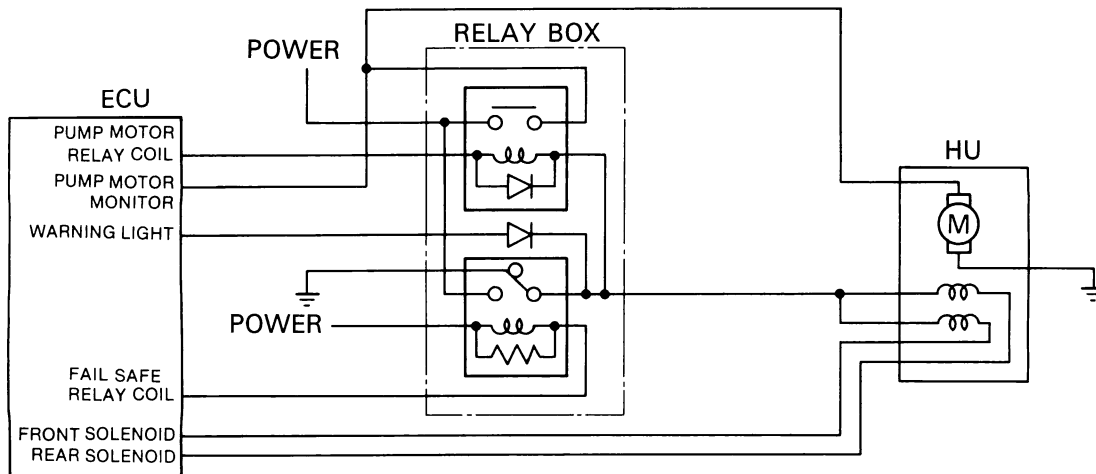 RELAY BOX
POWER
ECU
PUMP MOTOR
RELAY COIL
PUMP MOTOR
MONITOR
WARNING LIGHT
HU
M
POWER
FAIL SAFE
RELAY COIL
FRONT SOLENOID
REAR SOLENOID